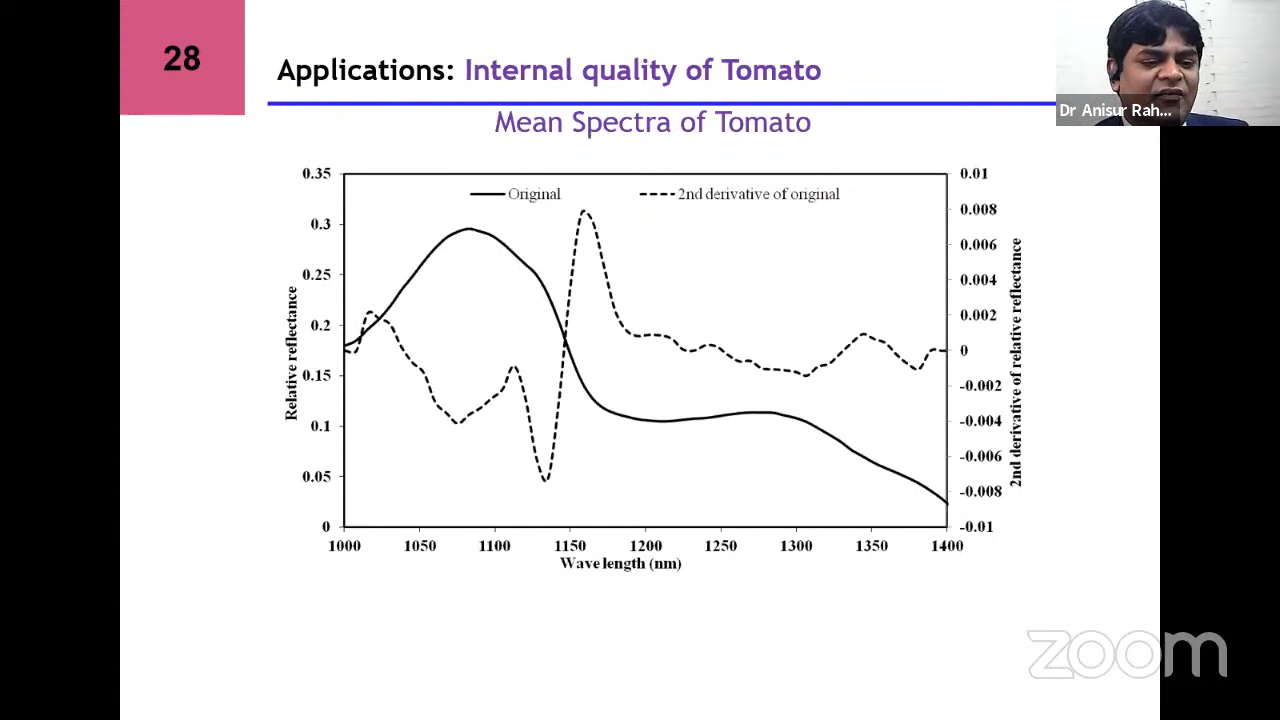 28
Applications: Internal quality of Tomato
Dr Anisur Rah...
Mean Spectra of Tomato
Original
2nd derivative of original
0.35
0.3
0.25
0.2
0.15
0.1
0.05
0
Relative reflectance
0.01
0.008
0.006
0.004
0.002
0
-0.002
-0.004
-0.006
-0.008
-0.01
2nd derivative of relative reflectance
1000 1050 1100 1150 1200 1250 1300 1350 1400
Wave length (nm)
zoom